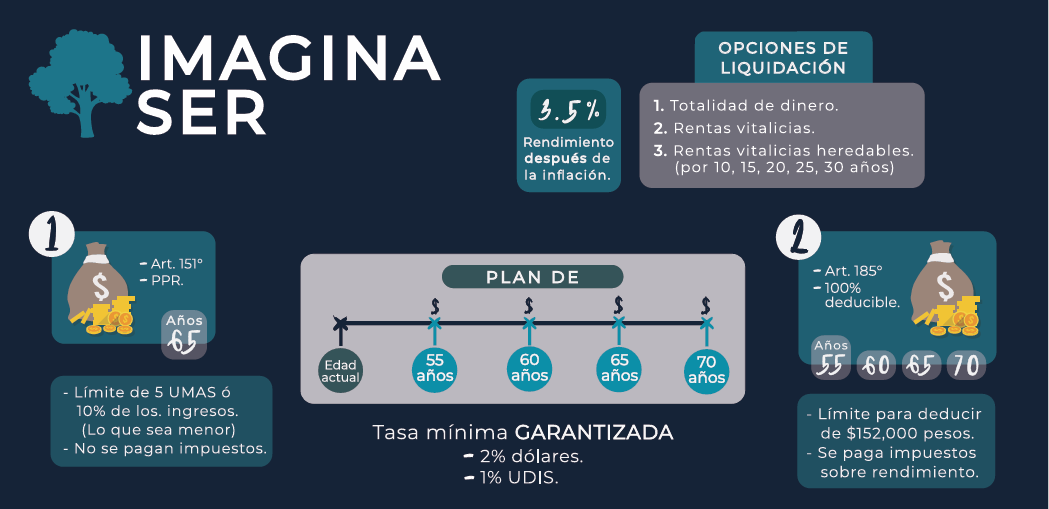 IMAGINA
SER
3.5%
Rendimiento
después de
la inflación.
OPCIONES DE
LIQUIDACIÓN
1. Totalidad de dinero.
2. Rentas vitalicias.
3. Rentas vitalicias heredables.
(por 10, 15, 20, 25, 30 años)
1
$
- Art. 151º
- PPR.
Años
65
- Límite de 5 UMAS ó
10% de los. ingresos.
(Lo que sea menor)
- No se pagan impuestos.
PLAN DE
$ $ $ $
Edad
actual
55
años
60
años
65
años
70
años
Tasa mínima GARANTIZADA
- 2% dólares.
- 1% UDIS.
2
- Art. 185º
- 100%
deducible.
$
Años
55 60 65 70
- Límite para deducir
de $152,000 pesos.
- Se paga impuestos
sobre rendimiento.